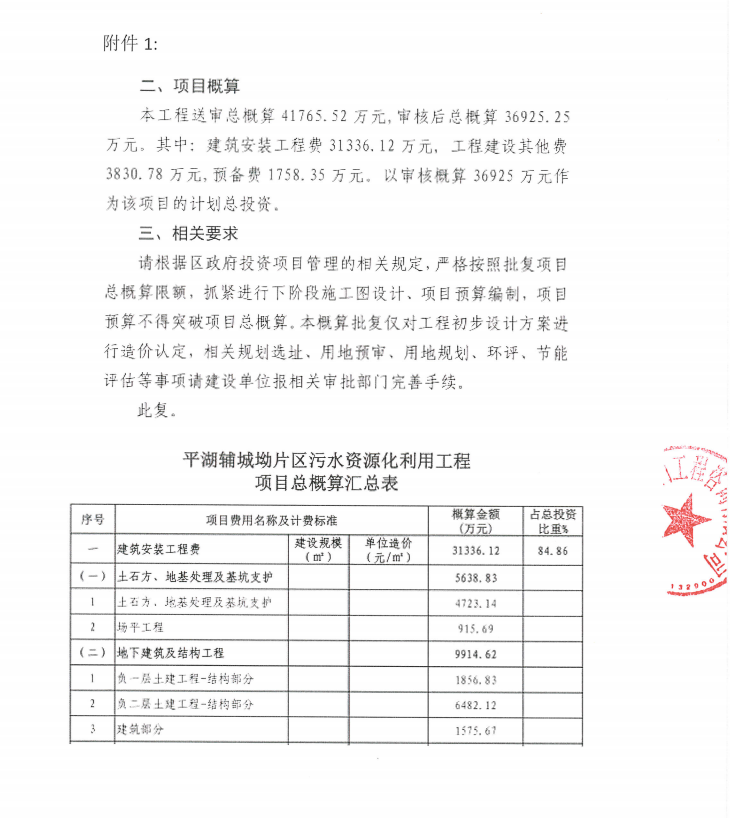 附件 1:
二、项目概算
本工程送审总概算 41765.52 万元,审核后总概算 36925.25
万元。其中: 建筑安装工程费 31336.12 万元, 工程建设其他费
3830.78 万元,预备费 1758.35 万元。以审核概算 36925 万元作
为该项目的计划总投资。
三、相关要求
请根据区政府投资项目管理的相关规定,严格按照批复项目
总概算限额, 抓紧进行下阶段施工图设计、项目预算编制, 项目
预算不得突破项目总概算。本概算批复仅对工程初步设计方案进
行造价认定, 相关规划选址、用地预审、用地规划、环评、节能
评估等事项请建设单位报相关审批部门完善手续。
此复。
平湖辅城坳片区污水资源化利用工程
项目总概算汇总表
序号 项目费用名称及计费标准 概算金额(万元) 占总投资比重%
一 建筑安装工程费 建设规模(㎡) 单位造价(元/㎡) 31336.12 84.86
(一) 土石方、地基处理及基坑支护 5638.83
1 土石方、地基处理及基坑支护 4723.14
2 场平工程 915.69
(二) 地下建筑及结构工程 9914.62
1 负一层土建工程-结构部分 1856.83
2 负二层土建工程-结构部分 6482.12
3 建筑部分 1575.67
工程咨
司
132000